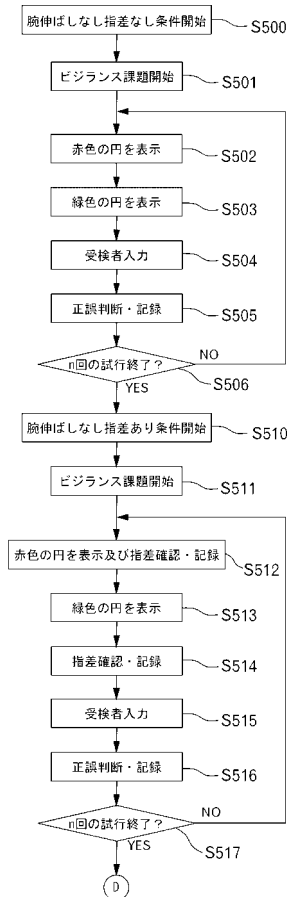 腕伸ばしなし指差なし条件開始
S500
ビジランス課題開始
S501
赤色の円を表示
S502
緑色の円を表示
S503
受検者入力
S504
正誤判断・記録
S505
n回の試行終了?
NO
S506
YES
腕伸ばしなし指差あり条件開始
S510
ビジランス課題開始
S511
赤色の円を表示及び指差確認・記録
S512
緑色の円を表示
S513
指差確認・記録
S514
受検者入力
S515
正誤判断・記録
S516
n回の試行終了?
NO
S517
YES
D